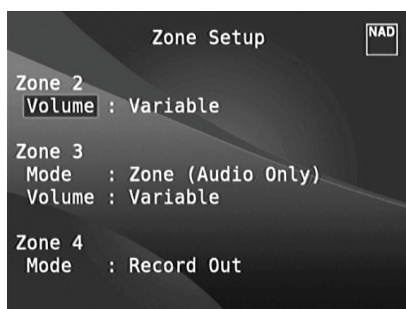 Zone Setup
NAD
Zone 2
Volume : Variable
Zone 3
Mode : Zone (Audio Only)
Volume : Variable
Zone 4
Mode : Record Out